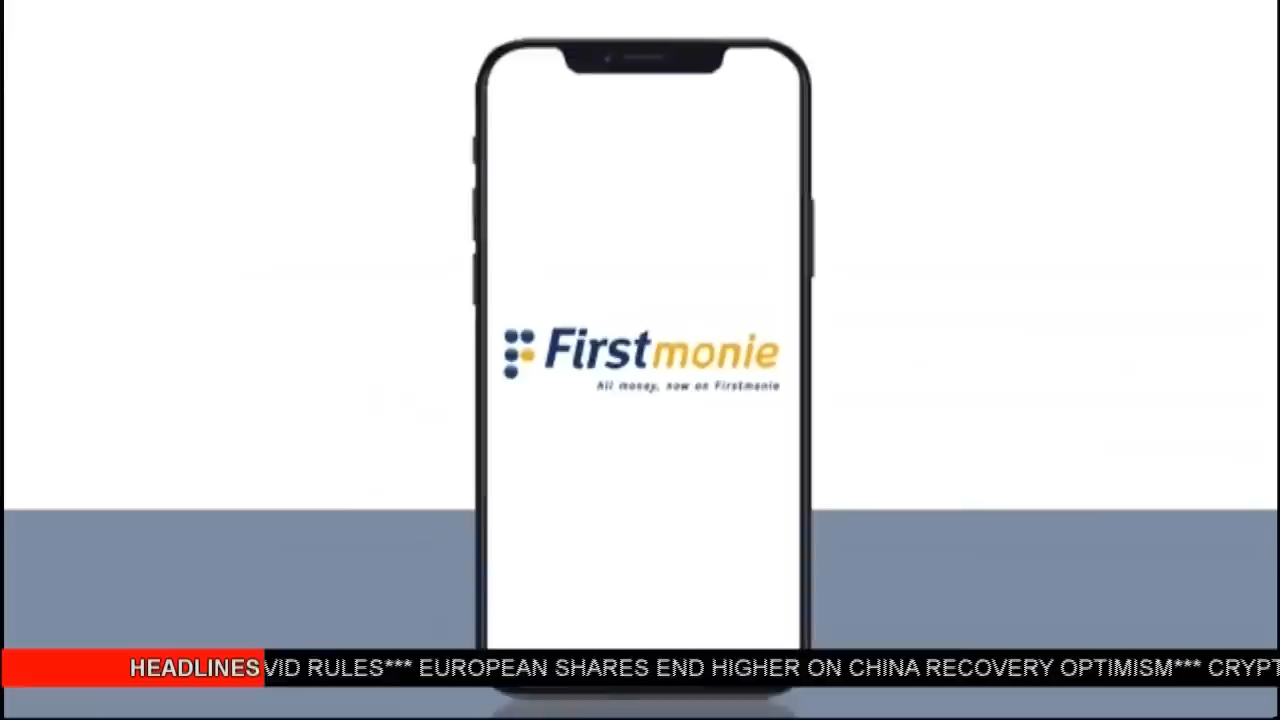 Firstmonie
All money, now on Firstmonie
HEADLINES VID RULES*** EUROPEAN SHARES END HIGHER ON CHINA RECOVERY OPTIMISM*** CRYPT